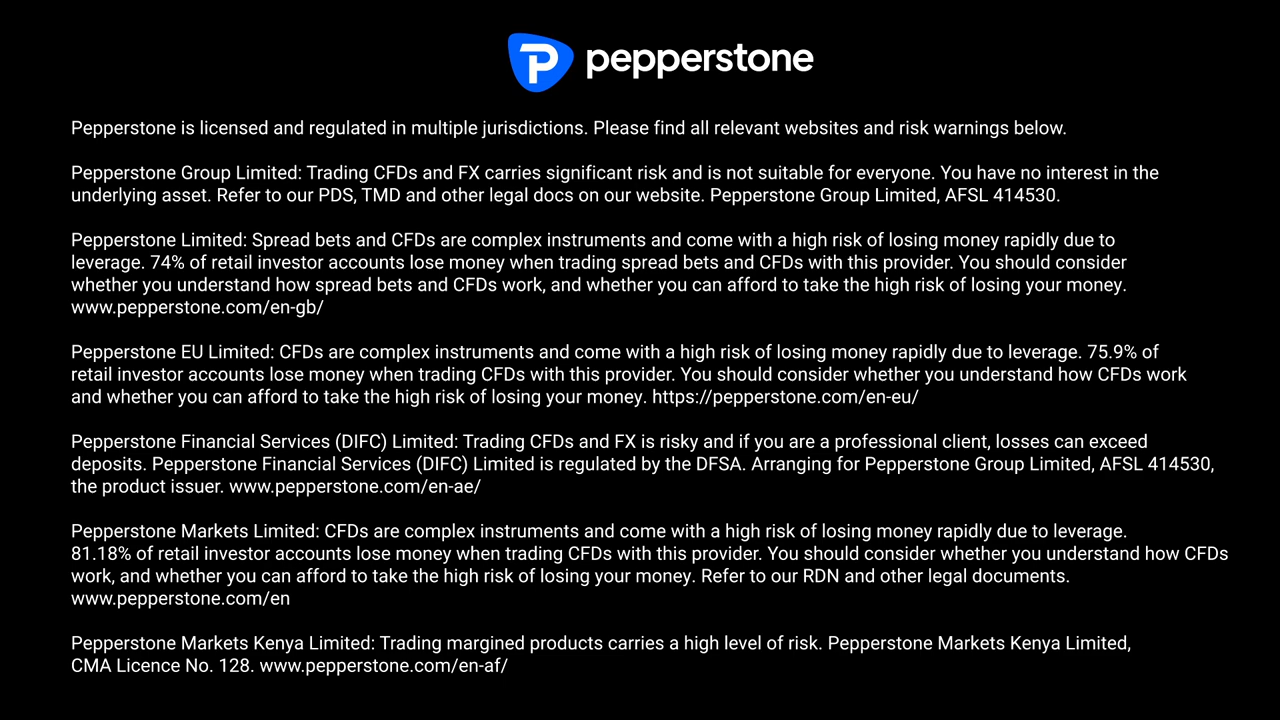 pepperstone
Pepperstone is licensed and regulated in multiple jurisdictions. Please find all relevant websites and risk warnings below.
Pepperstone Group Limited: Trading CFDs and FX carries significant risk and is not suitable for everyone. You have no interest in the
underlying asset. Refer to our PDS, TMD and other legal docs on our website. Pepperstone Group Limited, AFSL 414530.
Pepperstone Limited: Spread bets and CFDs are complex instruments and come with a high risk of losing money rapidly due to
leverage. 74% of retail investor accounts lose money when trading spread bets and CFDs with this provider. You should consider
whether you understand how spread bets and CFDs work, and whether you can afford to take the high risk of losing your money.
www.pepperstone.com/en-gb/
Pepperstone EU Limited: CFDs are complex instruments and come with a high risk of losing money rapidly due to leverage. 75.9% of
retail investor accounts lose money when trading CFDs with this provider. You should consider whether you understand how CFDs work
and whether you can afford to take the high risk of losing your money. https://pepperstone.com/en-eu/
Pepperstone Financial Services (DIFC) Limited: Trading CFDs and FX is risky and if you are a professional client, losses can exceed
deposits. Pepperstone Financial Services (DIFC) Limited is regulated by the DFSA. Arranging for Pepperstone Group Limited, AFSL 414530,
the product issuer. www.pepperstone.com/en-ae/
Pepperstone Markets Limited: CFDs are complex instruments and come with a high risk of losing money rapidly due to leverage.
81.18% of retail investor accounts lose money when trading CFDs with this provider. You should consider whether you understand how CFDs
work, and whether you can afford to take the high risk of losing your money. Refer to our RDN and other legal documents.
www.pepperstone.com/en
Pepperstone Markets Kenya Limited: Trading margined products carries a high level of risk. Pepperstone Markets Kenya Limited,
CMA Licence No. 128. www.pepperstone.com/en-af/